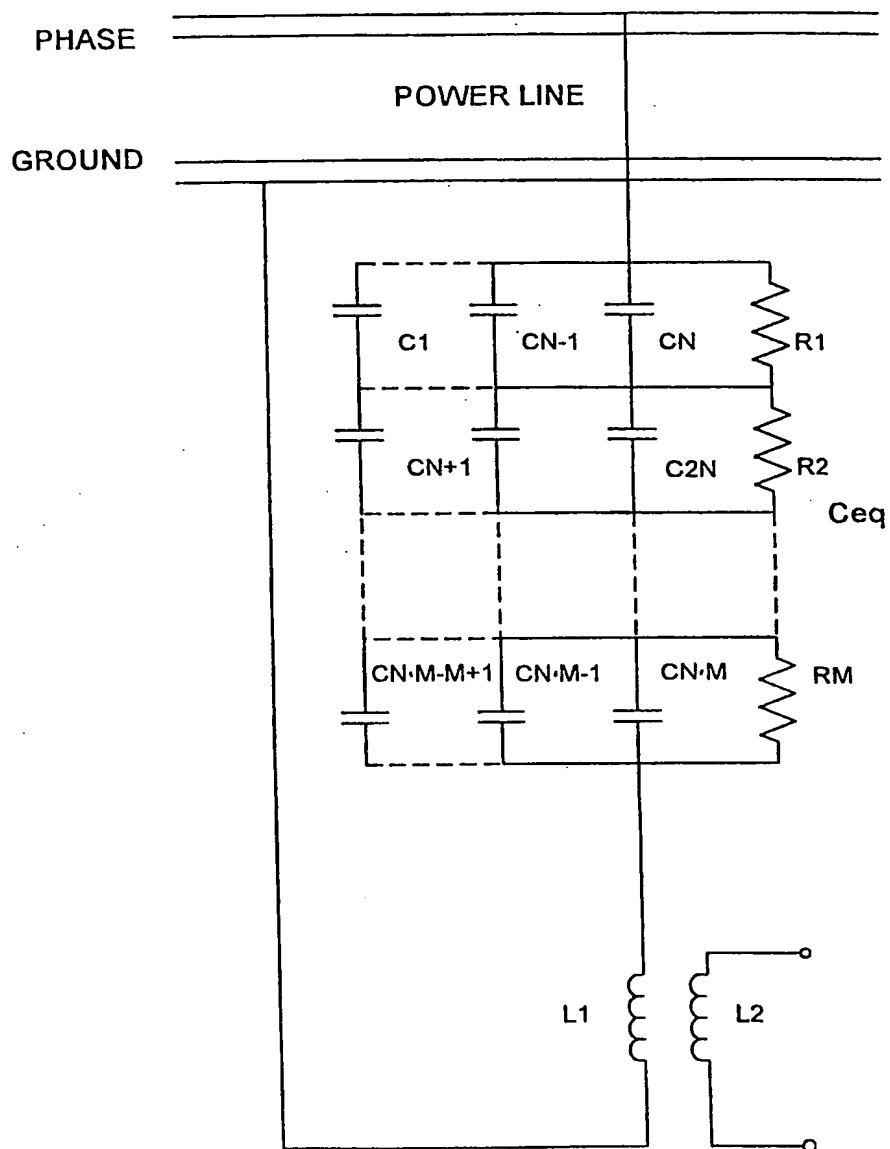 PHASE
POWER LINE
GROUND
C1 CN-1 CN R1
CN+1 C2N R2
Ceq
CN·M-M+1 CN·M-1 CN·M RM
L1 L2